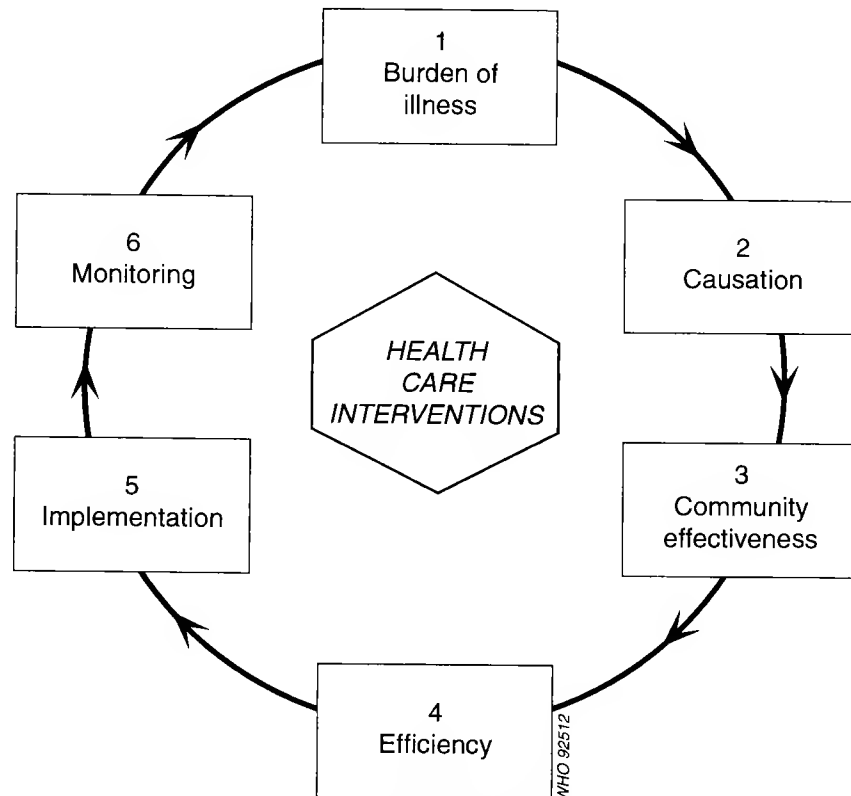 1
Burden of
illness
2
Causation
3
Community
effectiveness
4
Efficiency
5
Implementation
6
Monitoring
HEALTH
CARE
INTERVENTIONS
WHO 92512